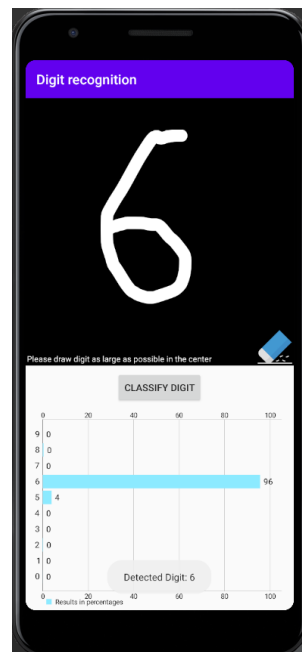 Digit recognition
6
Please draw digit as large as possible in the center
CLASSIFY DIGIT
0 20 40 60 80 100
9 0
8 0
7 0
6 96
5 4
4 0
3 0
2 0
1 0
0 0
Detected Digit: 6
0 20 40 60 80 100
Results in percentages